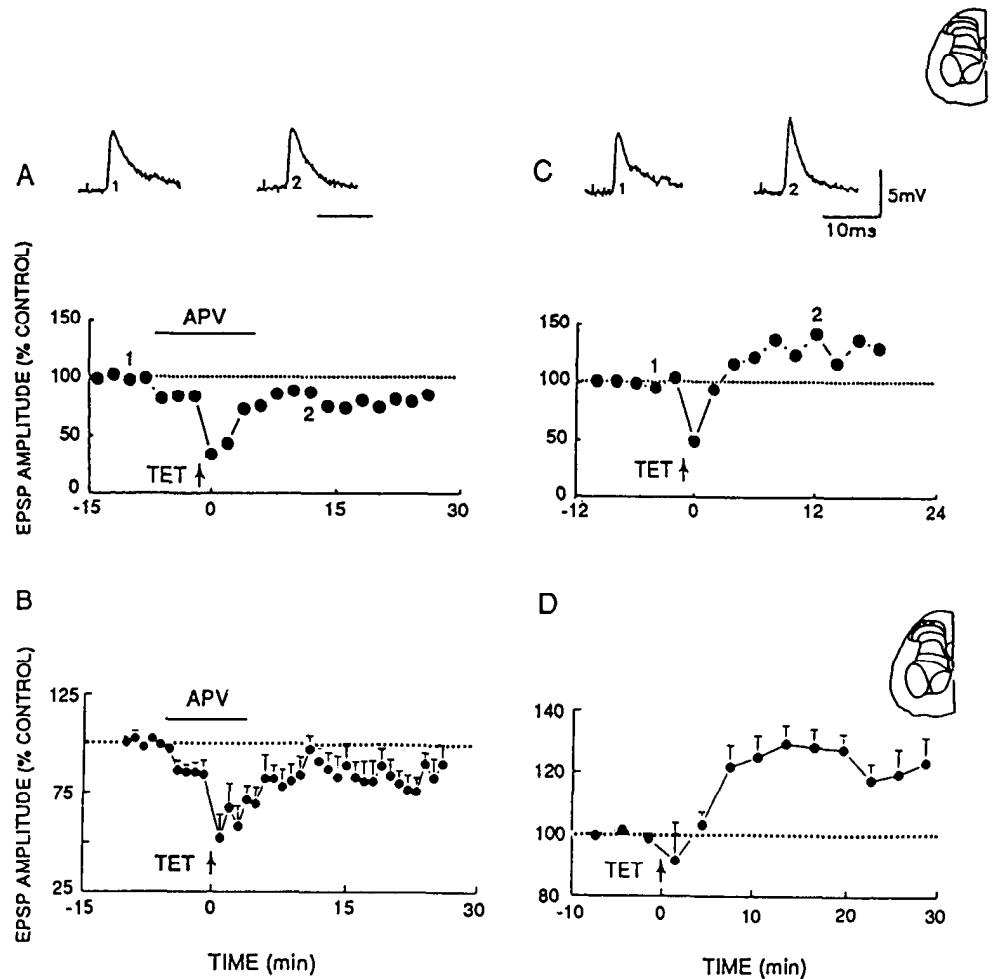 A
1
2
EPSP AMPLITUDE (% CONTROL)
150
100
50
0
APV
1
2
TET
-15
0
30
C
1
2
5mV
10ms
150
100
50
0
1
2
TET
-12
0
12
24
B
EPSP AMPLITUDE (% CONTROL)
125
75
25
APV
TET
-15
0
15
30
TIME (min)
D
140
120
100
80
TET
-10
0
10
20
30
TIME (min)